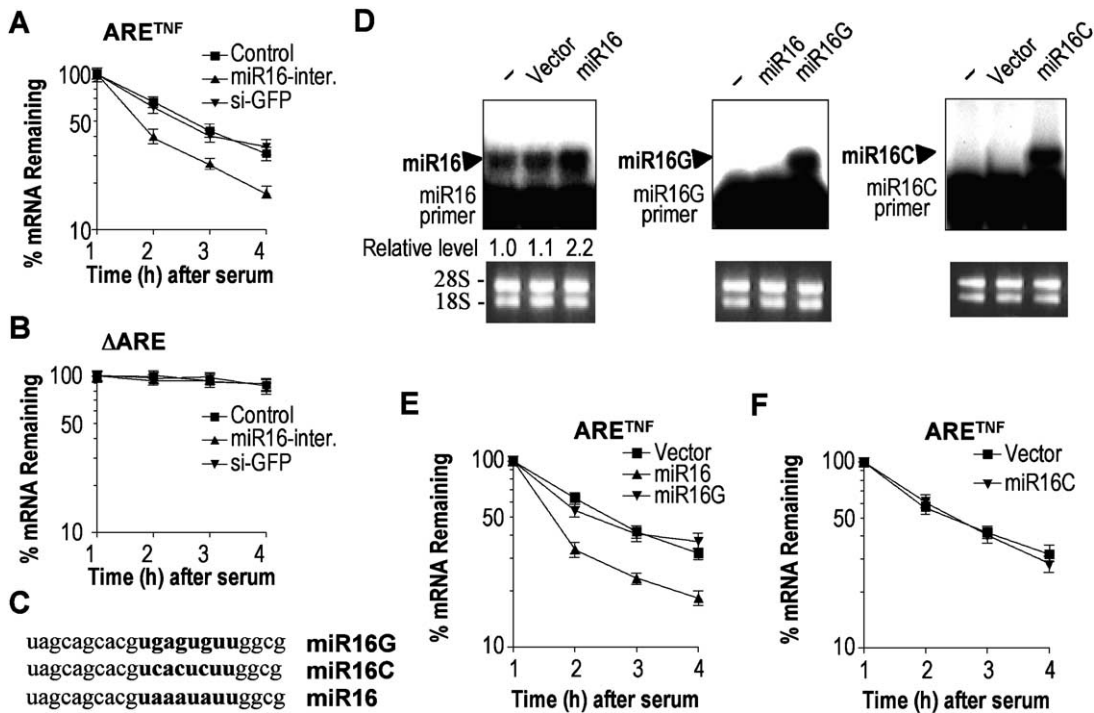 A
ARE^TNF
Control
miR16-inter.
si-GFP
% mRNA Remaining
100
50
10
1 2 3 4
Time (h) after serum
B
ΔARE
% mRNA Remaining
100
50
10
Control
miR16-inter.
si-GFP
1 2 3 4
Time (h) after serum
C
uagcagcacgugaguguuggcg miR16G
uagcagcacgucacucuuggcg miR16C
uagcagcacguaaauauuggcg miR16
D
– Vector miR16
miR16
miR16
primer
Relative level 1.0 1.1 2.2
28S -
18S -
– miR16 miR16G
miR16G
miR16G
primer
– Vector miR16C
miR16C
miR16C
primer
E
ARE^TNF
Vector
miR16
miR16G
% mRNA Remaining
100
50
10
1 2 3 4
Time (h) after serum
F
ARE^TNF
Vector
miR16C
% mRNA Remaining
100
50
10
1 2 3 4
Time (h) after serum